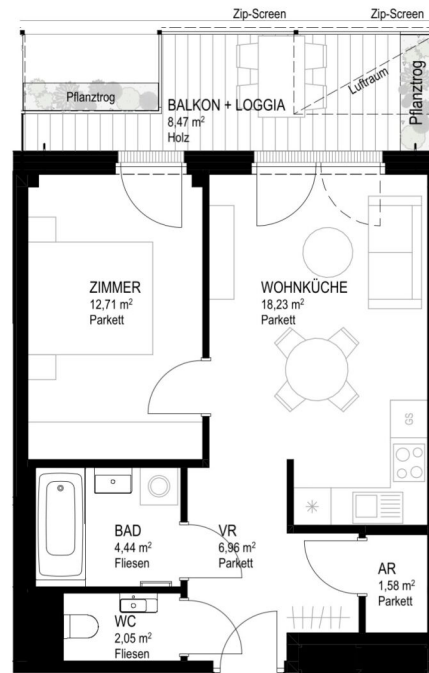 Zip-Screen
Zip-Screen
Pflanztrog
Luftraum
Pflanztrog
BALKON + LOGGIA
8,47 m²
Holz
ZIMMER
12,71 m²
Parkett
WOHNKÜCHE
18,23 m²
Parkett
GS
BAD
4,44 m²
Fliesen
VR
6,96 m²
Parkett
AR
1,58 m²
Parkett
WC
2,05 m²
Fliesen